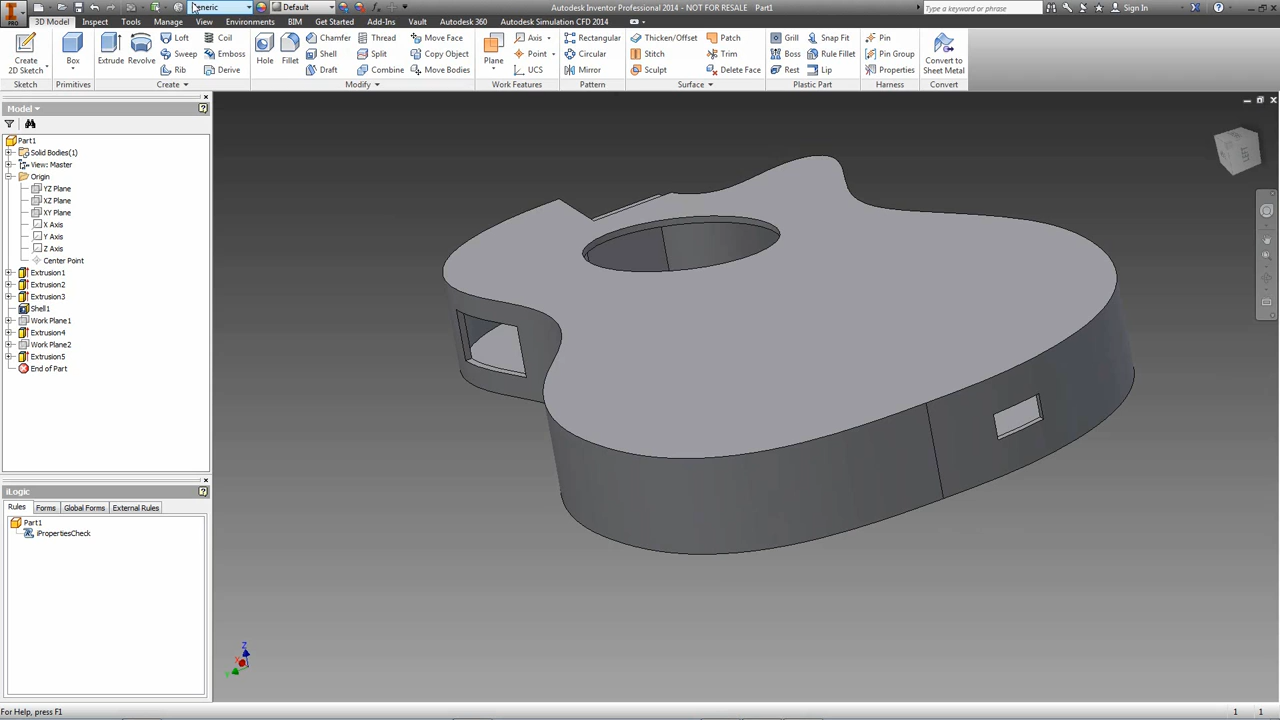 Generic
Default
Autodesk Inventor Professional 2014 - NOT FOR RESALE Part1
Type a keyword or phrase
Sign In
PRO
3D Model
Inspect
Tools
Manage
View
Environments
BIM
Get Started
Add-Ins
Vault
Autodesk 360
Autodesk Simulation CFD 2014
Create 2D Sketch
Box
Extrude
Revolve
Loft
Sweep
Rib
Coil
Emboss
Derive
Hole
Fillet
Chamfer
Shell
Draft
Thread
Split
Combine
Move Face
Copy Object
Move Bodies
Plane
Axis
Point
UCS
Rectangular
Circular
Mirror
Thicken/Offset
Stitch
Sculpt
Patch
Trim
Delete Face
Grill
Boss
Rest
Snap Fit
Rule Fillet
Lip
Pin
Pin Group
Properties
Convert to Sheet Metal
Sketch
Primitives
Create
Modify
Work Features
Pattern
Surface
Plastic Part
Harness
Convert
Model
Part1
Solid Bodies(1)
View: Master
Origin
YZ Plane
XZ Plane
XY Plane
X Axis
Y Axis
Z Axis
Center Point
Extrusion1
Extrusion2
Extrusion3
Shell1
Work Plane1
Extrusion4
Work Plane2
Extrusion5
End of Part
iLogic
Rules
Forms
Global Forms
External Rules
Part1
iPropertiesCheck
Z
X
Y
For Help, press F1
1
1